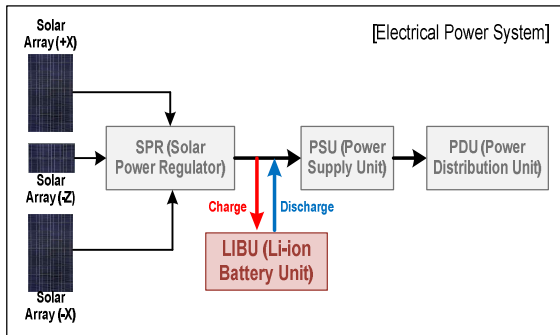 [Electrical Power System]
Solar
Array (+X)
SPR (Solar
Power Regulator)
PSU (Power
Supply Unit)
PDU (Power
Distribution Unit)
Solar
Array (-Z)
Charge
Discharge
LIBU (Li-ion
Battery Unit)
Solar
Array (-X)